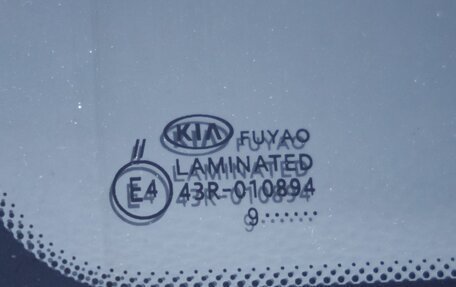 KIA FUYAO
//
LAMINATED
E4 43R-010894
9.......